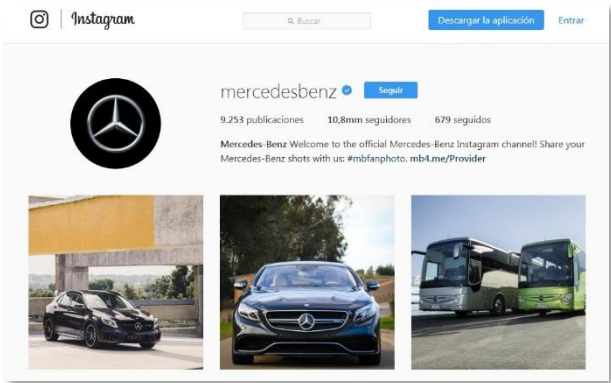 Instagram
Buscar
Descargar la aplicación
Entrar
mercedesbenz
Seguir
9.253 publicaciones 10,8mm seguidores 679 seguidos
Mercedes-Benz Welcome to the official Mercedes-Benz Instagram channel! Share your
Mercedes-Benz shots with us: #mbfanphoto. mb4.me/Provider